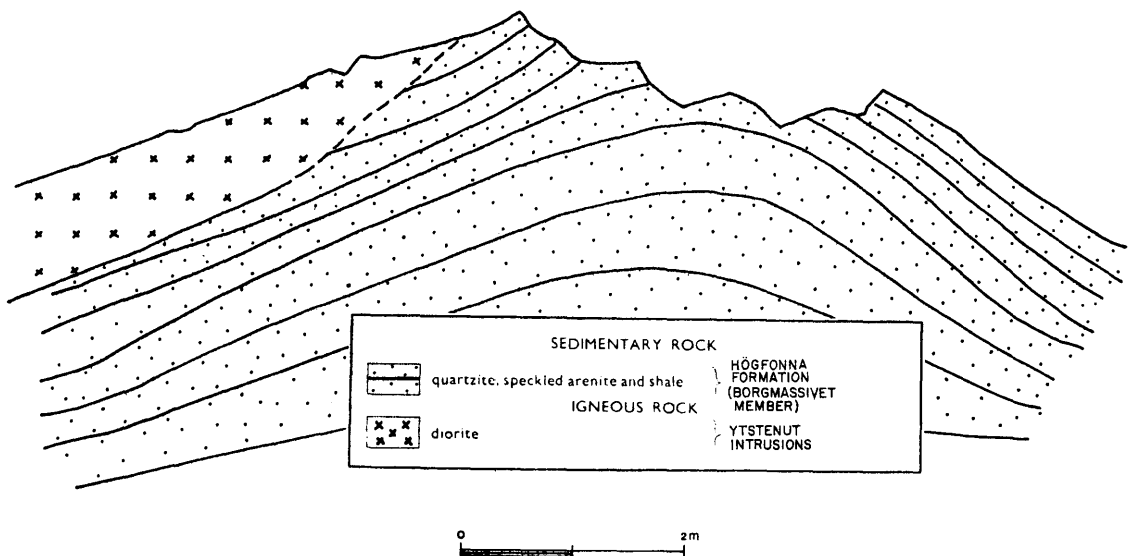 SEDIMENTARY ROCK
quartzite, speckled arenite and shale
HÖGFONNA
FORMATION
(BORGMASSIVET
MEMBER)
IGNEOUS ROCK
diorite
YTSTENUT
INTRUSIONS
0 2m